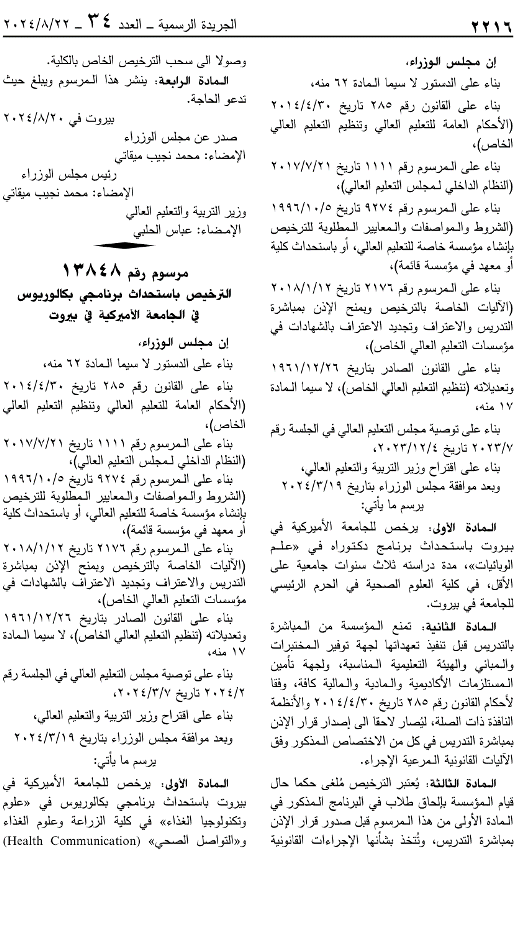 ٢٢١٦
الجريدة الرسمية ــ العدد ٣٤ ــ ٢٠٢٤/٨/٢٢
إن مجلس الوزراء،
بناء على الدستور لا سيما المادة ٦٢ منه،
بناء على القانون رقم ٢٨٥ تاريخ ٢٠١٤/٤/٣٠
(الأحكام العامة للتعليم العالي وتنظيم التعليم العالي
الخاص)،
بناء على المرسوم رقم ١١١١ تاريخ ٢٠١٧/٧/٢١
(النظام الداخلي لمجلس التعليم العالي)،
بناء على المرسوم رقم ٩٢٧٤ تاريخ ١٩٩٦/١٠/٥
(الشروط والمواصفات والمعايير المطلوبة للترخيص
بإنشاء مؤسسة خاصة للتعليم العالي، أو باستحداث كلية
أو معهد في مؤسسة قائمة)،
بناء على المرسوم رقم ٢١٧٦ تاريخ ٢٠١٨/١/١٢
(الآليات الخاصة بالترخيص وبمنح الإذن بمباشرة
التدريس والاعتراف وتجديد الاعتراف بالشهادات في
مؤسسات التعليم العالي الخاص)،
بناء على القانون الصادر بتاريخ ١٩٦١/١٢/٢٦
وتعديلاته (تنظيم التعليم العالي الخاص)، لا سيما المادة
١٧ منه،
بناء على توصية مجلس التعليم العالي في الجلسة رقم
٢٠٢٣/٧ تاريخ ٢٠٢٣/١٢/٤،
بناء على اقتراح وزير التربية والتعليم العالي،
وبعد موافقة مجلس الوزراء بتاريخ ٢٠٢٤/٣/١٩
يرسم ما يأتي:
المادة الأولى: يرخص للجامعة الأميركية في
بيروت باستحداث برنامج دكتوراه في «علم
الوبائيات»، مدة دراسته ثلاث سنوات جامعية على
الأقل، في كلية العلوم الصحية في الحرم الرئيسي
للجامعة في بيروت.
المادة الثانية: تمنع المؤسسة من المباشرة
بالتدريس قبل تنفيذ تعهداتها لجهة توفير المختبرات
والمباني والهيئة التعليمية المناسبة، ولجهة تأمين
المستلزمات الأكاديمية والمادية والمالية كافة، وفقا
لأحكام القانون رقم ٢٨٥ تاريخ ٢٠١٤/٤/٣٠ والأنظمة
النافذة ذات الصلة، ليُصار لاحقا الى إصدار قرار الإذن
بمباشرة التدريس في كل من الاختصاص المذكور وفق
الآليات القانونية المرعية الإجراء.
المادة الثالثة: يُعتبر الترخيص مُلغى حكما حال
قيام المؤسسة بإلحاق طلاب في البرنامج المذكور في
المادة الأولى من هذا المرسوم قبل صدور قرار الإذن
بمباشرة التدريس، وتُتخذ بشأنها الإجراءات القانونية
وصولا الى سحب الترخيص الخاص بالكلية.
المادة الرابعة: ينشر هذا المرسوم ويبلغ حيث
تدعو الحاجة.
بيروت في ٢٠٢٤/٨/٢٠
صدر عن مجلس الوزراء
الإمضاء: محمد نجيب ميقاتي
رئيس مجلس الوزراء
الإمضاء: محمد نجيب ميقاتي
وزير التربية والتعليم العالي
الإمضاء: عباس الحلبي
مرسوم رقم ١٣٨٤٨
الترخيص باستحداث برنامجي بكالوريوس
في الجامعة الأميركية في بيروت
إن مجلس الوزراء،
بناء على الدستور لا سيما المادة ٦٢ منه،
بناء على القانون رقم ٢٨٥ تاريخ ٢٠١٤/٤/٣٠
(الأحكام العامة للتعليم العالي وتنظيم التعليم العالي
الخاص)،
بناء على المرسوم رقم ١١١١ تاريخ ٢٠١٧/٧/٢١
(النظام الداخلي لمجلس التعليم العالي)،
بناء على المرسوم رقم ٩٢٧٤ تاريخ ١٩٩٦/١٠/٥
(الشروط والمواصفات والمعايير المطلوبة للترخيص
بإنشاء مؤسسة خاصة للتعليم العالي، أو باستحداث كلية
أو معهد في مؤسسة قائمة)،
بناء على المرسوم رقم ٢١٧٦ تاريخ ٢٠١٨/١/١٢
(الآليات الخاصة بالترخيص وبمنح الإذن بمباشرة
التدريس والاعتراف وتجديد الاعتراف بالشهادات في
مؤسسات التعليم العالي الخاص)،
بناء على القانون الصادر بتاريخ ١٩٦١/١٢/٢٦
وتعديلاته (تنظيم التعليم العالي الخاص)، لا سيما المادة
١٧ منه،
بناء على توصية مجلس التعليم العالي في الجلسة رقم
٢٠٢٤/٢ تاريخ ٢٠٢٤/٣/٧،
بناء على اقتراح وزير التربية والتعليم العالي،
وبعد موافقة مجلس الوزراء بتاريخ ٢٠٢٤/٣/١٩
يرسم ما يأتي:
المادة الأولى: يرخص للجامعة الأميركية في
بيروت باستحداث برنامجي بكالوريوس في «علوم
وتكنولوجيا الغذاء» في كلية الزراعة وعلوم الغذاء
و«التواصل الصحي» (Health Communication)